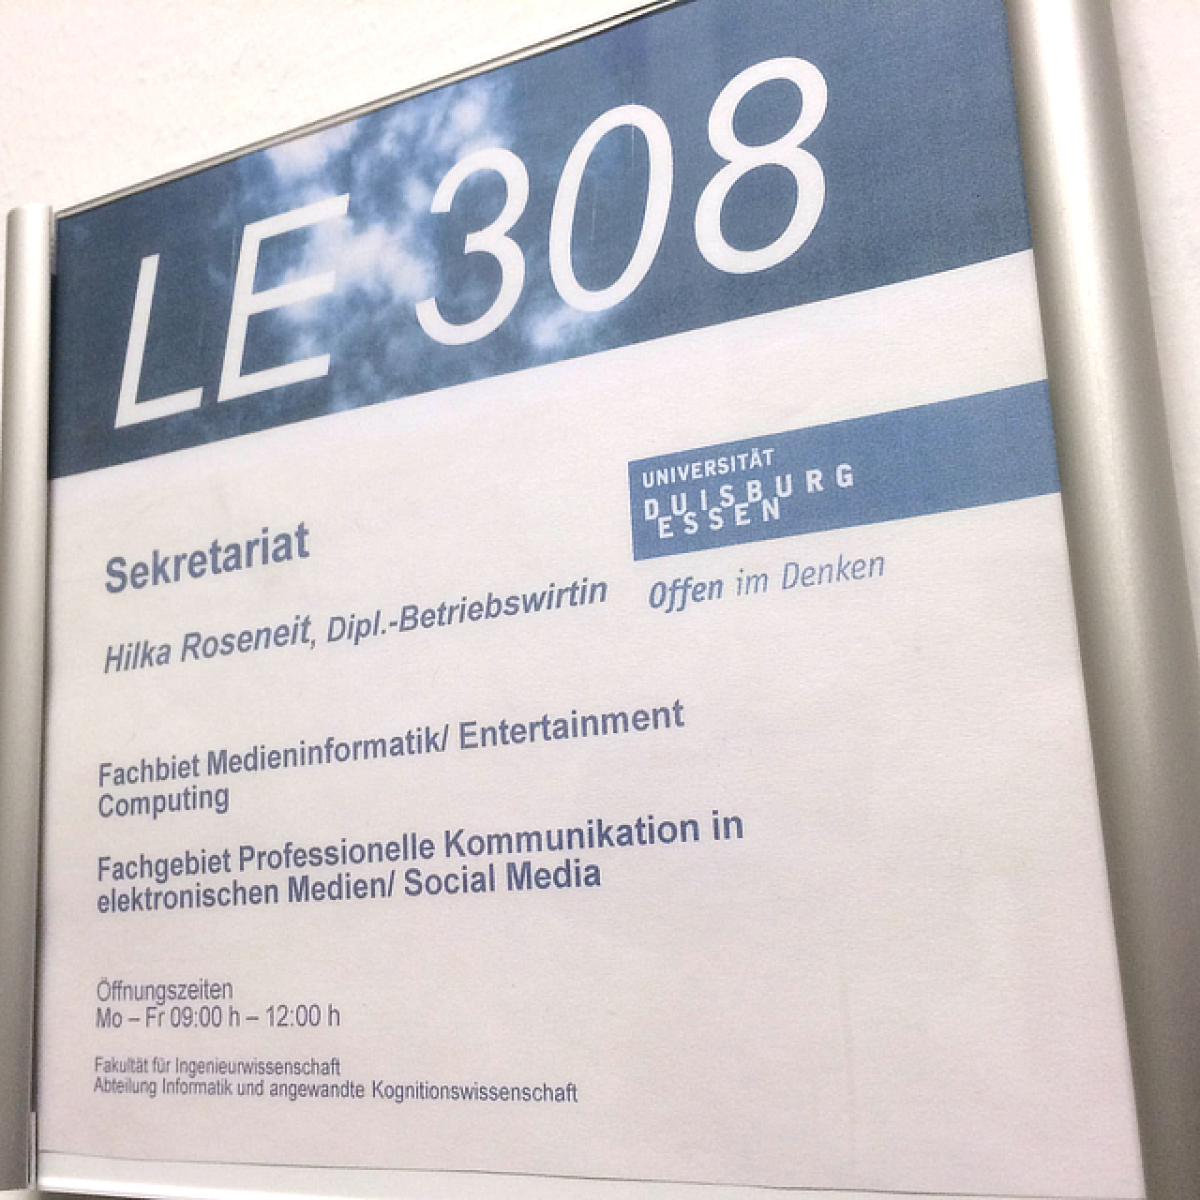 LE 308
UNIVERSITÄT
DUISBURG
ESSEN
Offen im Denken
Sekretariat
Hilka Roseneit, Dipl.-Betriebswirtin
Fachbiet Medieninformatik/ Entertainment
Computing
Fachgebiet Professionelle Kommunikation in
elektronischen Medien/ Social Media
Öffnungszeiten
Mo – Fr 09:00 h – 12:00 h
Fakultät für Ingenieurwissenschaft
Abteilung Informatik und angewandte Kognitionswissenschaft